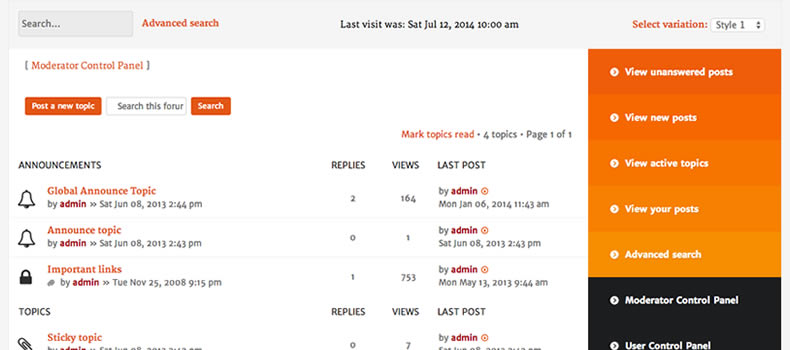 Search... Advanced search Last visit was: Sat Jul 12, 2014 10:00 am Select variation: Style 1
[ Moderator Control Panel ]
Post a new topic Search this forur Search
Mark topics read • 4 topics • Page 1 of 1
ANNOUNCEMENTS REPLIES VIEWS LAST POST
Global Announce Topic
by admin » Sat Jun 08, 2013 2:44 pm
2 164
by admin
Mon Jan 06, 2014 11:43 am
Announce topic
by admin » Sat Jun 08, 2013 2:43 pm
0 1
by admin
Sat Jun 08, 2013 2:43 pm
Important links
by admin » Tue Nov 25, 2008 9:15 pm
1 753
by admin
Mon May 13, 2013 9:44 am
TOPICS REPLIES VIEWS LAST POST
Sticky topic
by admin » Sat Jun 08, 2013 2:43 pm
0 7
by admin
Sat Jun 08, 2013 2:43 pm
View unanswered posts
View new posts
View active topics
View your posts
Advanced search
Moderator Control Panel
User Control Panel